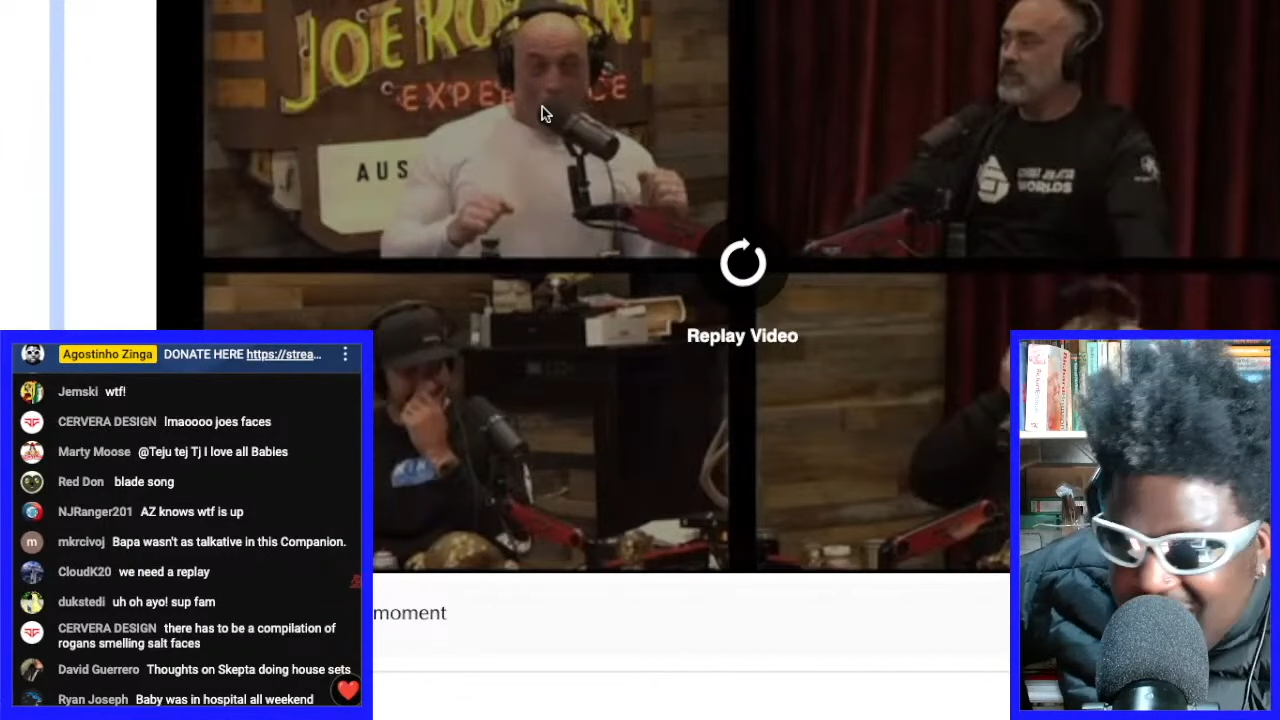 JOE ROGAN
EXPERIENCE
AUS
WORLDS
Replay Video
Agostinho Zinga DONATE HERE https://strea...
Jemski wtf!
CERVERA DESIGN lmaoooo joes faces
Marty Moose @Teju tej Tj I love all Babies
Red Don blade song
NJRanger201 AZ knows wtf is up
m mkrcivoj Bapa wasn't as talkative in this Companion.
CloudK20 we need a replay
dukstedi uh oh ayo! sup fam
CERVERA DESIGN there has to be a compilation of
rogans smelling salt faces
David Guerrero Thoughts on Skepta doing house sets
Ryan Joseph Baby was in hospital all weekend
moment